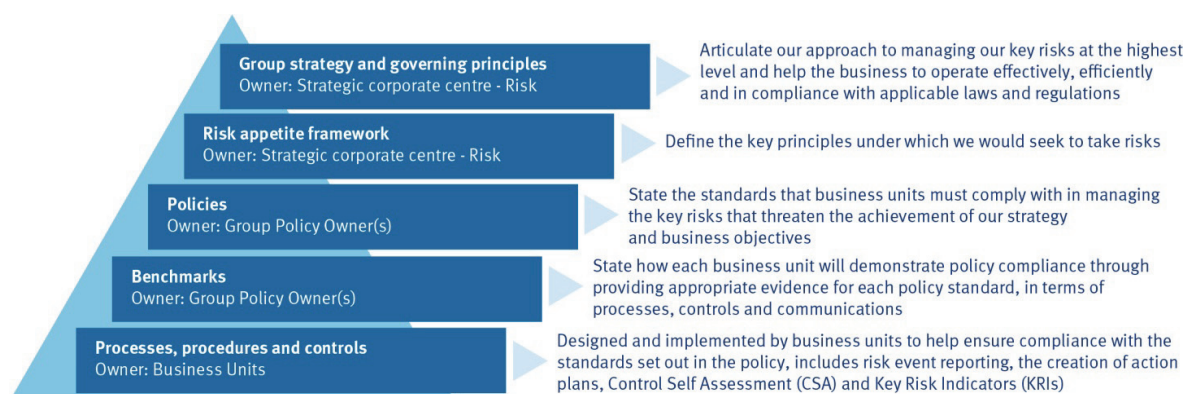 Group strategy and governing principles
Owner: Strategic corporate centre - Risk
Articulate our approach to managing our key risks at the highest
level and help the business to operate effectively, efficiently
and in compliance with applicable laws and regulations
Risk appetite framework
Owner: Strategic corporate centre - Risk
Define the key principles under which we would seek to take risks
Policies
Owner: Group Policy Owner(s)
State the standards that business units must comply with in managing
the key risks that threaten the achievement of our strategy
and business objectives
Benchmarks
Owner: Group Policy Owner(s)
State how each business unit will demonstrate policy compliance through
providing appropriate evidence for each policy standard, in terms of
processes, controls and communications
Processes, procedures and controls
Owner: Business Units
Designed and implemented by business units to help ensure compliance with the
standards set out in the policy, includes risk event reporting, the creation of action
plans, Control Self Assessment (CSA) and Key Risk Indicators (KRIs)